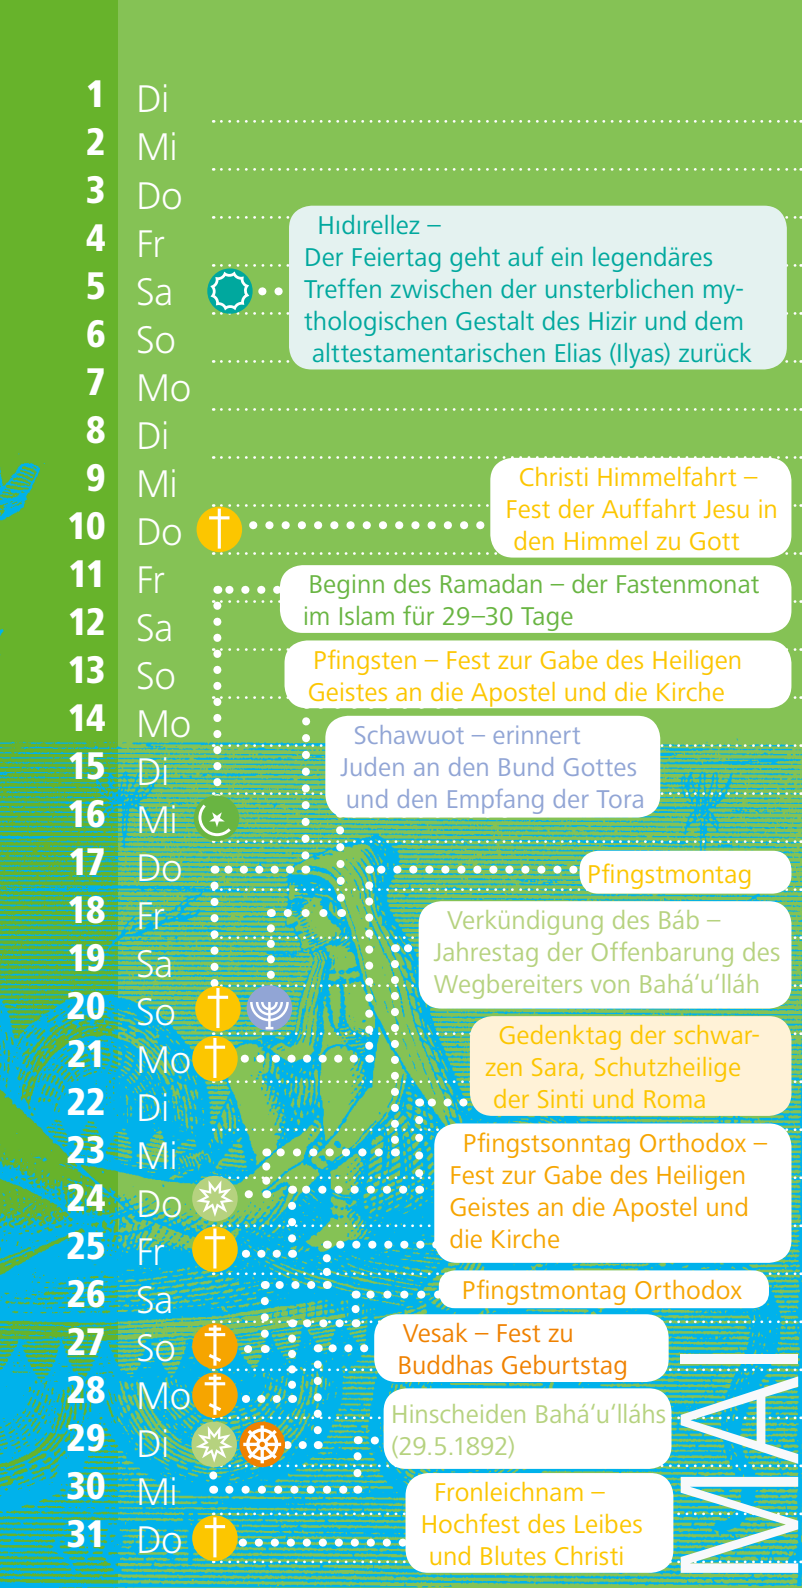 1 Di
2 Mi
3 Do
4 Fr
5 Sa
Hıdırellez –
Der Feiertag geht auf ein legendäres
Treffen zwischen der unsterblichen my-
thologischen Gestalt des Hizir und dem
alttestamentarischen Elias (Ilyas) zurück
6 So
7 Mo
8 Di
9 Mi
10 Do
Christi Himmelfahrt –
Fest der Auffahrt Jesu in
den Himmel zu Gott
11 Fr
Beginn des Ramadan – der Fastenmonat
im Islam für 29–30 Tage
12 Sa
13 So
Pfingsten – Fest zur Gabe des Heiligen
Geistes an die Apostel und die Kirche
14 Mo
Schawuot – erinnert
Juden an den Bund Gottes
und den Empfang der Tora
15 Di
16 Mi
17 Do
Pfingstmontag
18 Fr
Verkündigung des Báb –
Jahrestag der Offenbarung des
Wegbereiters von Bahá‘u‘lláh
19 Sa
20 So
21 Mo
Gedenktag der schwar-
zen Sara, Schutzheilige
der Sinti und Roma
22 Di
23 Mi
Pfingstsonntag Orthodox –
Fest zur Gabe des Heiligen
Geistes an die Apostel und
die Kirche
24 Do
25 Fr
26 Sa
Pfingstmontag Orthodox
27 So
Vesak – Fest zu
Buddhas Geburtstag
28 Mo
29 Di
Hinscheiden Bahá‘u‘lláhs
(29.5.1892)
30 Mi
31 Do
Fronleichnam –
Hochfest des Leibes
und Blutes Christi
MAI